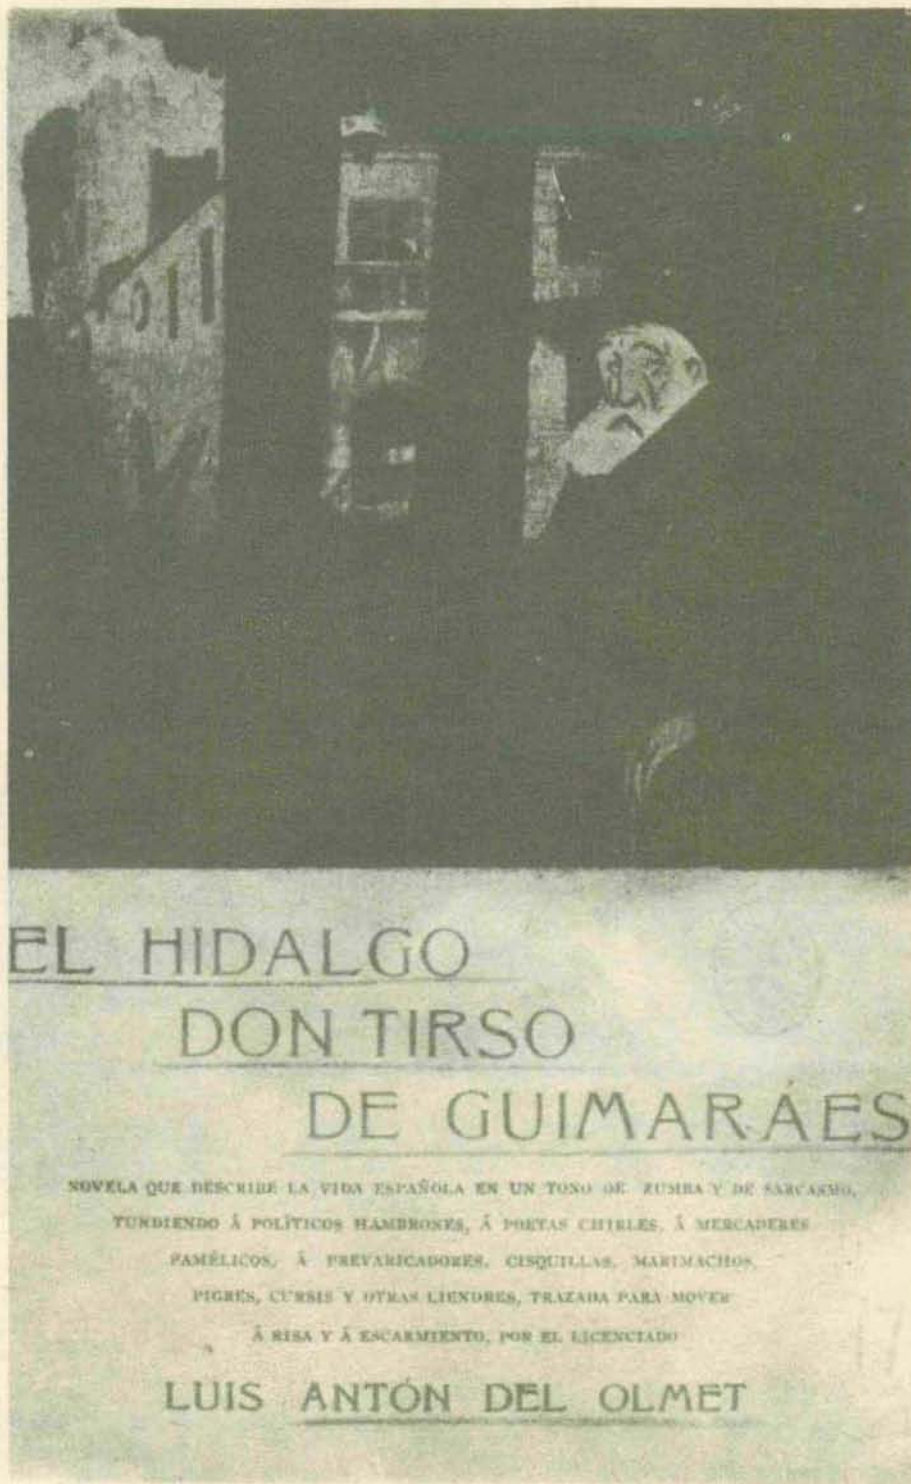 EL HIDALGO
DON TIRSO
DE GUIMARÁES
NOVELA QUE DESCRIBE LA VIDA ESPAÑOLA EN UN TONO DE ZUMBA Y DE SARCASMO,
TUNDIENDO Á POLÍTICOS HAMBRONES, Á POETAS CHIRLES, Á MERCADERES
FAMÉLICOS, Á PREVARICADORES, CISQUILLAS, MARIMACHOS,
PIGRES, CURSIS Y OTRAS LIENDRES, TRAZADA PARA MOVER
Á RISA Y Á ESCARMIENTO, POR EL LICENCIADO
LUIS ANTÓN DEL OLMET